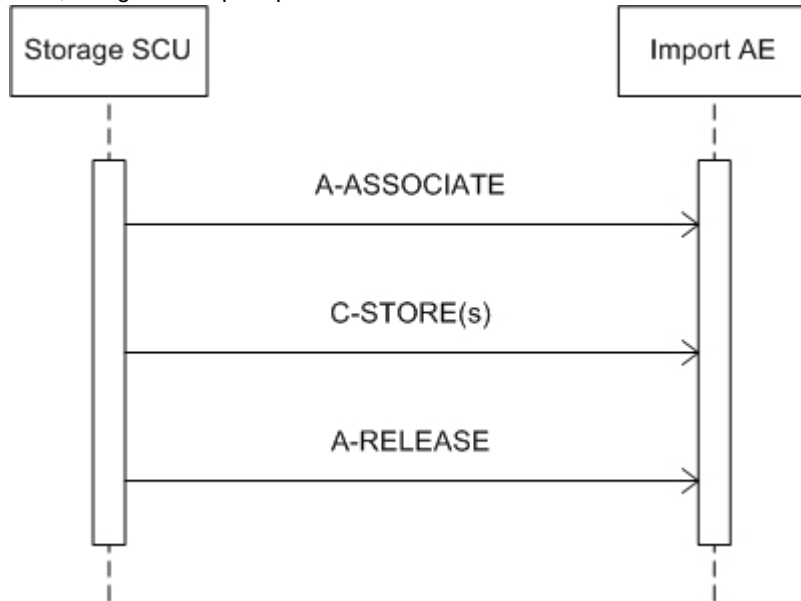 Storage SCU
Import AE
A-ASSOCIATE
C-STORE(s)
A-RELEASE